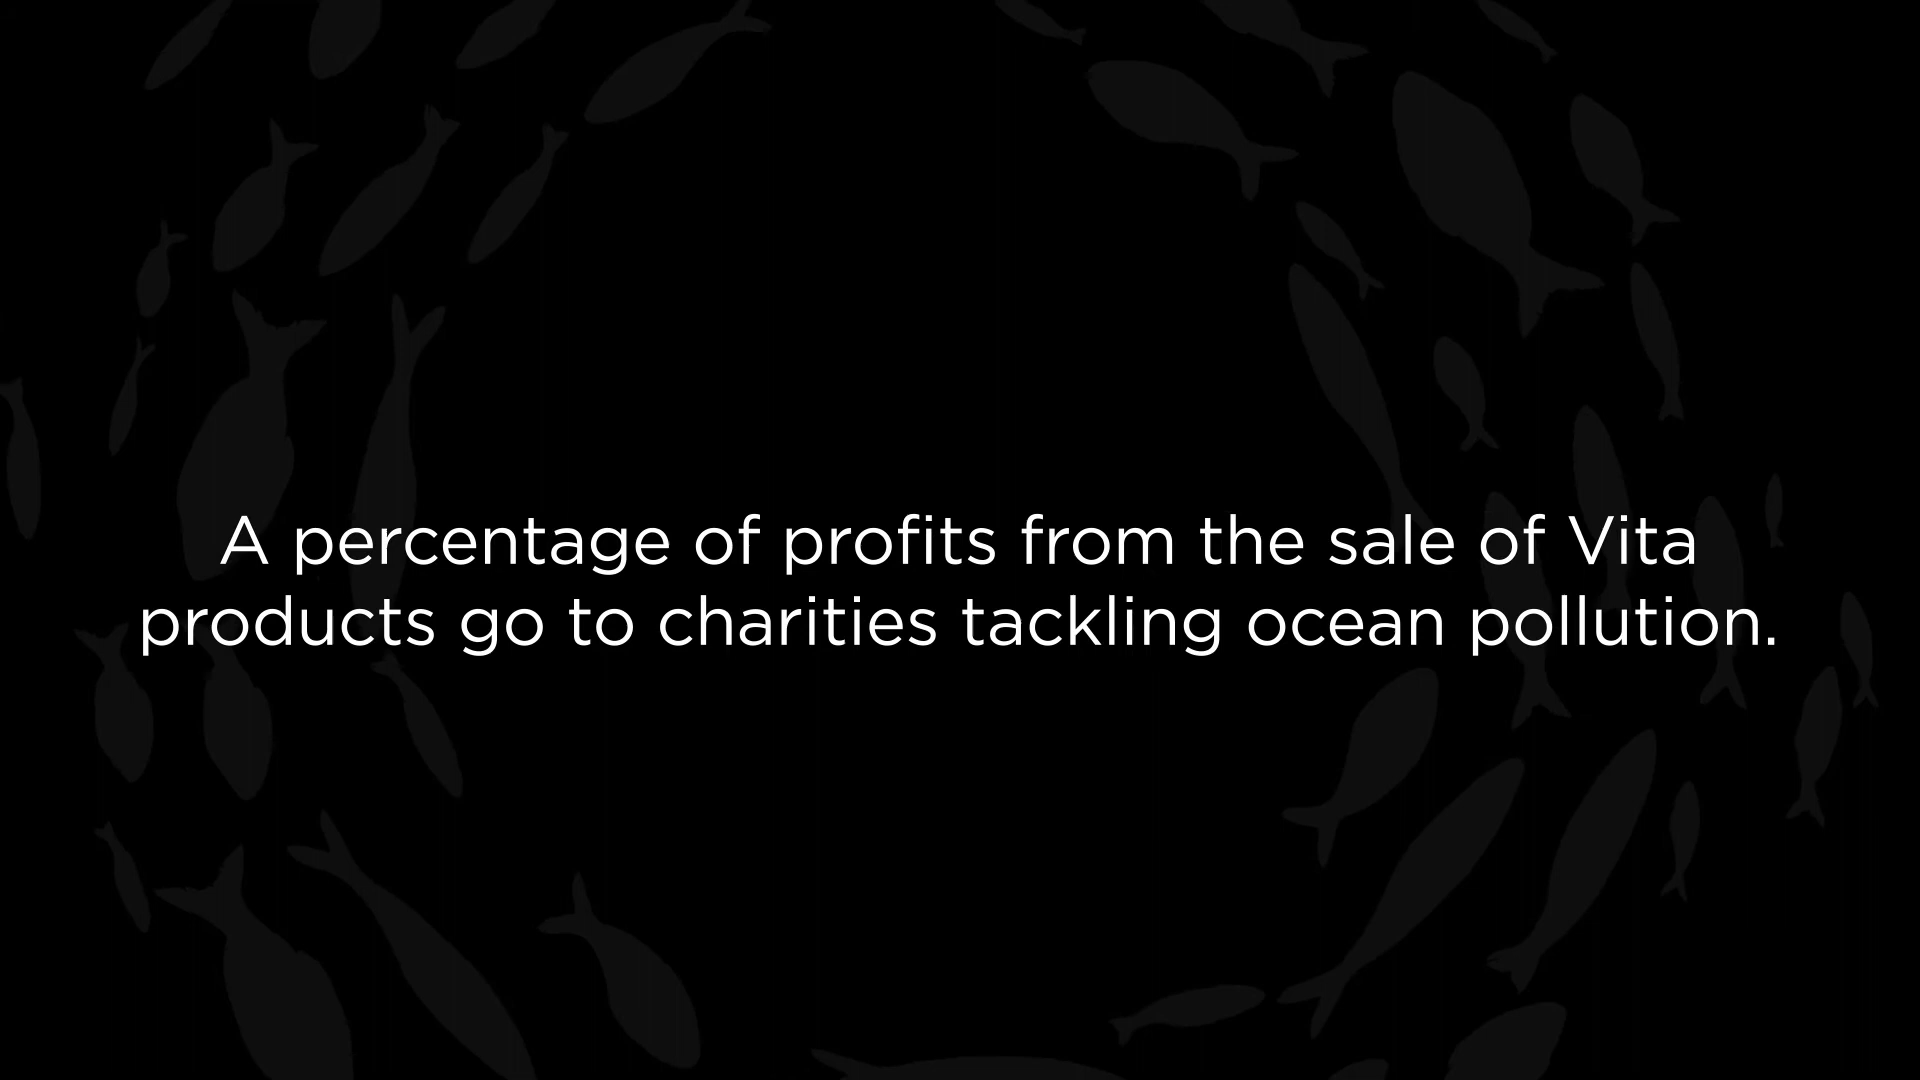 A percentage of profits from the sale of Vita
products go to charities tackling ocean pollution.